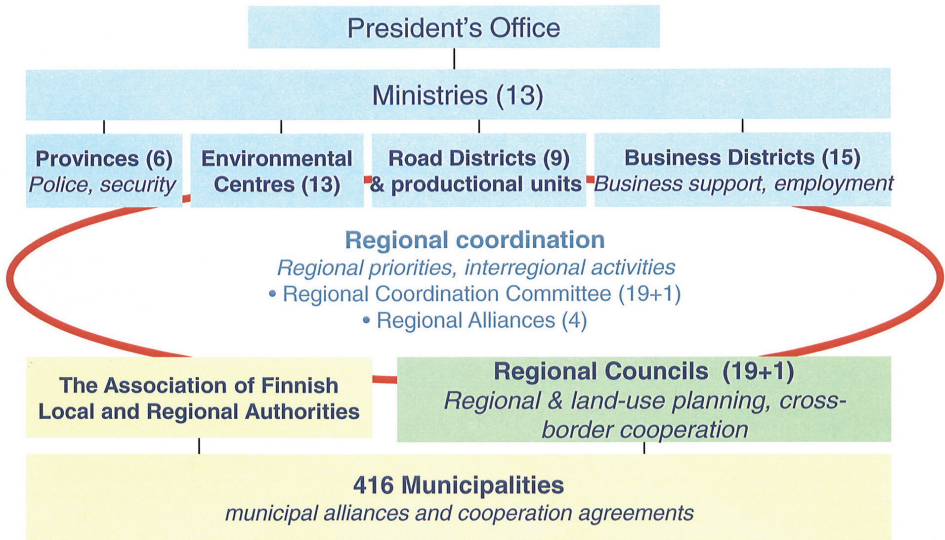 President's Office
Ministries (13)
Provinces (6)
Police, security
Environmental
Centres (13)
Road Districts (9)
& productional units
Business Districts (15)
Business support, employment
Regional coordination
Regional priorities, interregional activities
• Regional Coordination Committee (19+1)
• Regional Alliances (4)
The Association of Finnish
Local and Regional Authorities
Regional Councils (19+1)
Regional & land-use planning, cross-
border cooperation
416 Municipalities
municipal alliances and cooperation agreements